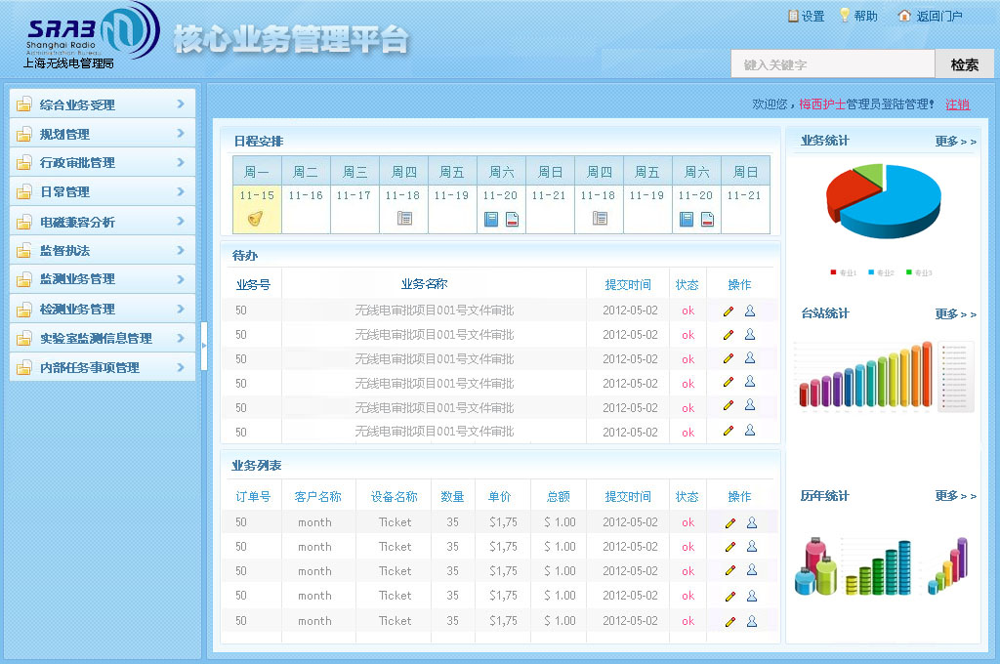 SRAB
Shanghai Radio
Administration Bureau
上海无线电管理局
核心业务管理平台
设置 帮助 返回门户
键入关键字 检索
欢迎您，梅西护士管理员登陆管理！ 注销
综合业务受理
规划管理
行政审批管理
日常管理
电磁兼容分析
监督执法
监测业务管理
检测业务管理
实验室监测信息管理
内部任务事项管理
日程安排
周一 周二 周三 周四 周五 周六 周日 周四 周五 周六 周日
11-15 11-16 11-17 11-18 11-19 11-20 11-21 11-18 11-19 11-20 11-21
待办
业务号 业务名称 提交时间 状态 操作
50 无线电审批项目001号文件审批 2012-05-02 ok
50 无线电审批项目001号文件审批 2012-05-02 ok
50 无线电审批项目001号文件审批 2012-05-02 ok
50 无线电审批项目001号文件审批 2012-05-02 ok
50 无线电审批项目001号文件审批 2012-05-02 ok
50 无线电审批项目001号文件审批 2012-05-02 ok
业务列表
订单号 客户名称 设备名称 数量 单价 总额 提交时间 状态 操作
50 month Ticket 35 $1,75 $ 1.00 2012-05-02 ok
50 month Ticket 35 $1,75 $ 1.00 2012-05-02 ok
50 month Ticket 35 $1,75 $ 1.00 2012-05-02 ok
50 month Ticket 35 $1,75 $ 1.00 2012-05-02 ok
50 month Ticket 35 $1,75 $ 1.00 2012-05-02 ok
业务统计 更多>>
专业1 专业2 专业3
台站统计 更多>>
历年统计 更多>>